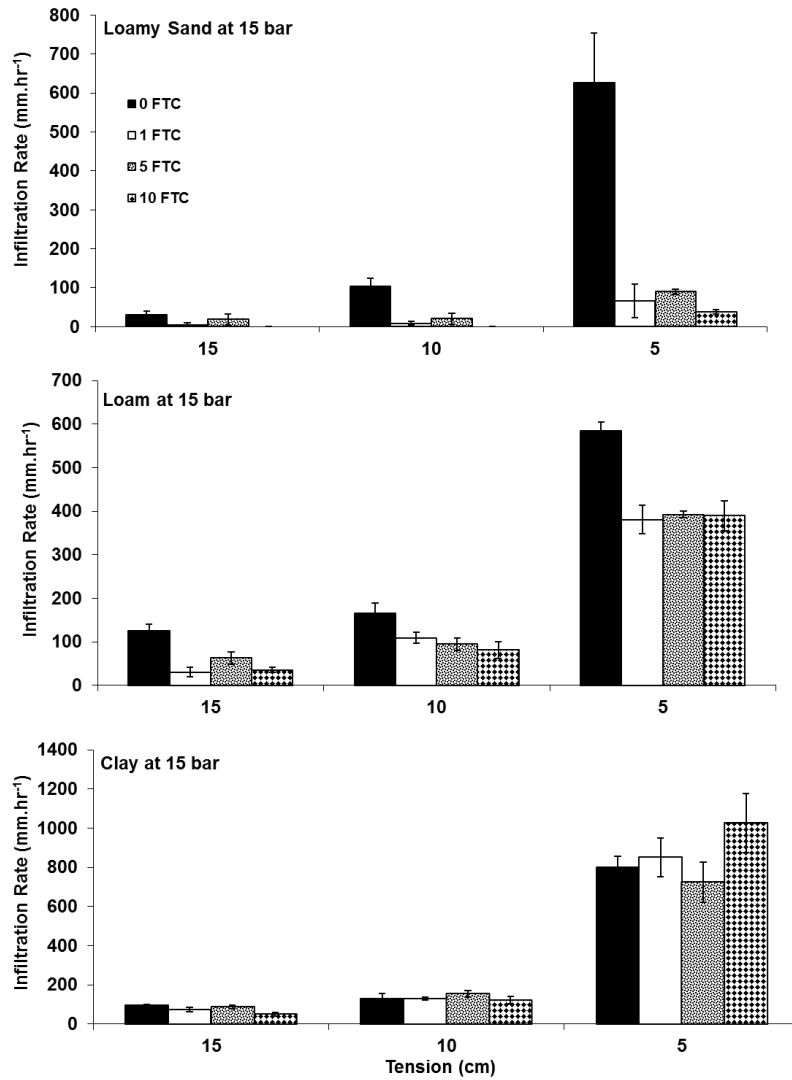 Loamy Sand at 15 bar
Infiltration Rate (mm.hr-1)
800
700
600
500
400
300
200
100
0
0 FTC
1 FTC
5 FTC
10 FTC
15 10 5
Loam at 15 bar
Infiltration Rate (mm.hr-1)
700
600
500
400
300
200
100
0
15 10 5
Clay at 15 bar
Infiltration Rate (mm.hr-1)
1400
1200
1000
800
600
400
200
0
15 10 5
Tension (cm)